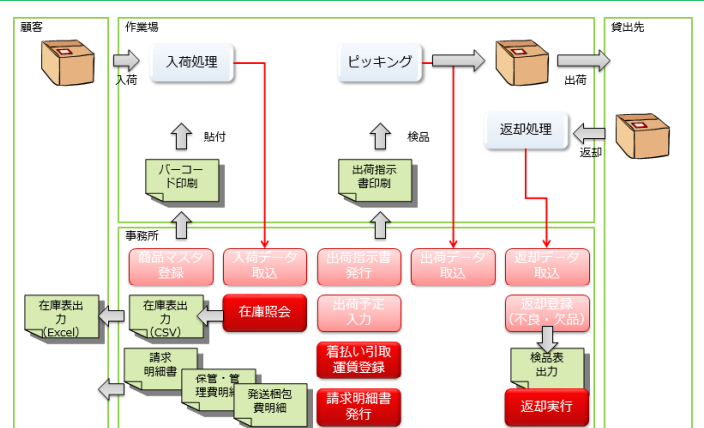 顧客
作業場
貸出先
入荷
入荷処理
ピッキング
出荷
返却処理
返却
貼付
検品
バーコー
ド印刷
出荷指示
書印刷
事務所
商品マスタ
登録
入荷データ
取込
出荷指示書
発行
出荷データ
取込
返却データ
取込
在庫表出
力
(Excel)
在庫表出
力
(CSV)
在庫照会
出荷予定
入力
返却登録
(不良・欠品)
請求
明細書
保管・管
理費明細
発送梱包
費明細
着払い引取
運賃登録
検品表
出力
請求明細書
発行
返却実行